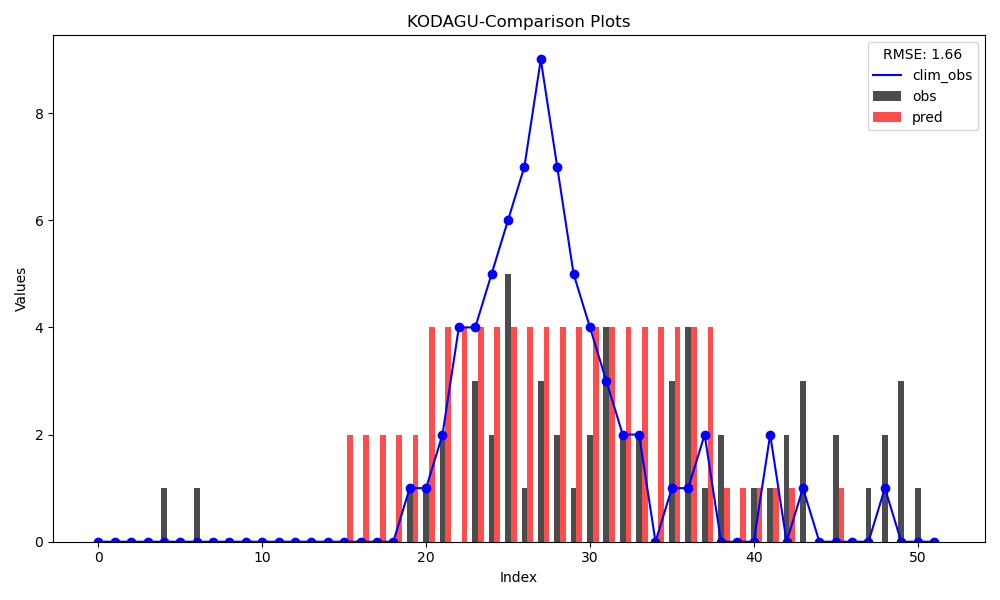 KODAGU-Comparison Plots
RMSE: 1.66
clim_obs
obs
pred
Values
8
6
4
2
0
0 10 20 30 40 50
Index